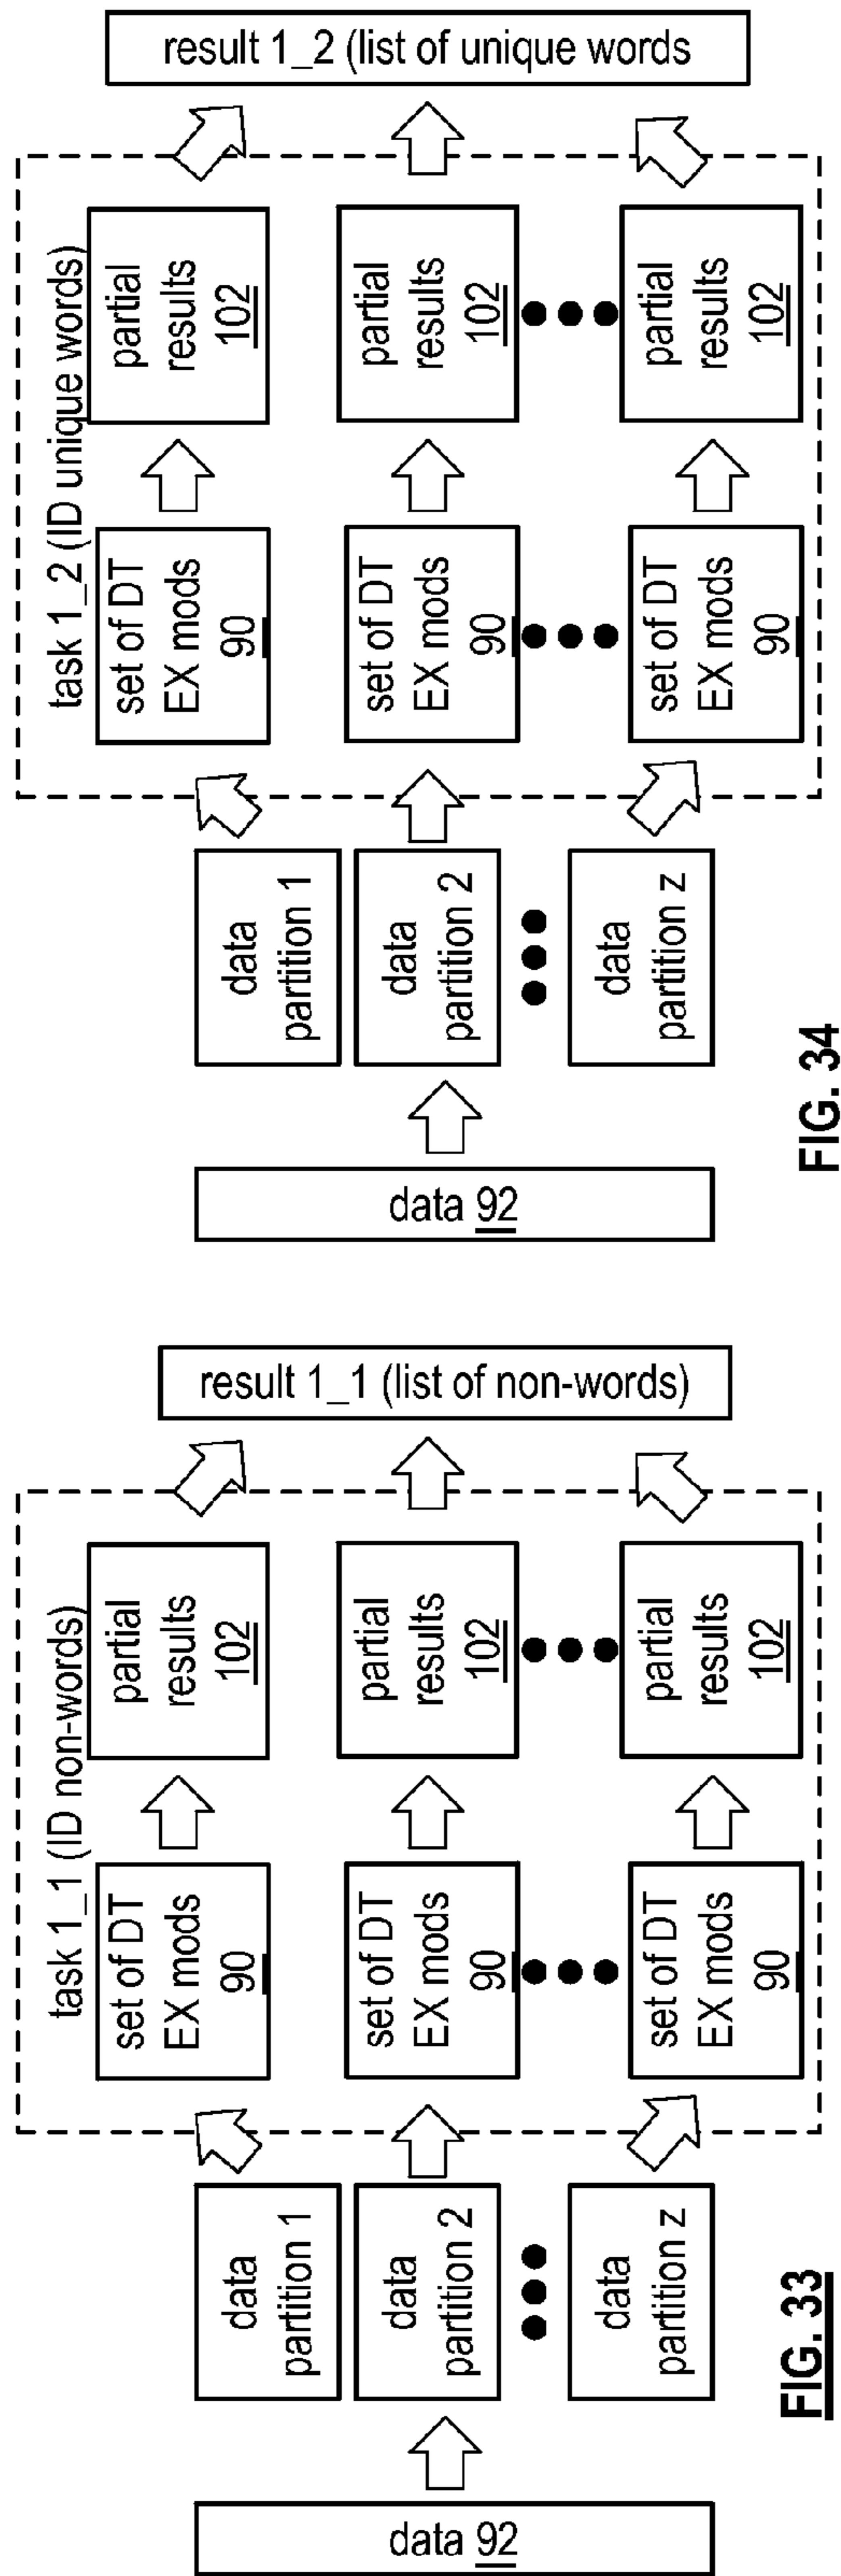 data 92
data
partition 1
data
partition 2
data
partition z
task 1_1 (ID non-words)
set of DT
EX mods
90
set of DT
EX mods
90
set of DT
EX mods
90
partial
results
102
partial
results
102
partial
results
102
result 1_1 (list of non-words)
FIG. 33
data 92
data
partition 1
data
partition 2
data
partition z
task 1_2 (ID unique words)
set of DT
EX mods
90
set of DT
EX mods
90
set of DT
EX mods
90
partial
results
102
partial
results
102
partial
results
102
result 1_2 (list of unique words
FIG. 34